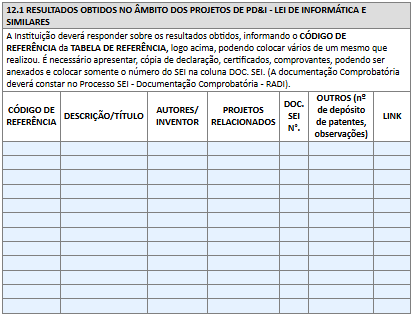 12.1 RESULTADOS OBTIDOS NO ÂMBITO DOS PROJETOS DE PD&I - LEI DE INFORMÁTICA E
SIMILARES
A Instituição deverá responder sobre os resultados obtidos, informando o CÓDIGO DE
REFERÊNCIA da TABELA DE REFERÊNCIA, logo acima, podendo colocar vários de um mesmo que
realizou. É necessário apresentar, cópia de declaração, certificados, comprovantes, podendo ser
anexados e colocar somente o número do SEI na coluna DOC. SEI. (A documentação Comprobatória
deverá constar no Processo SEI - Documentação Comprobatória - RADI).
CÓDIGO DE
REFERÊNCIA
DESCRIÇÃO/TÍTULO
AUTORES/
INVENTOR
PROJETOS
RELACIONADOS
DOC.
SEI
N°.
OUTROS (nº
de depósito
de patentes,
observações)
LINK